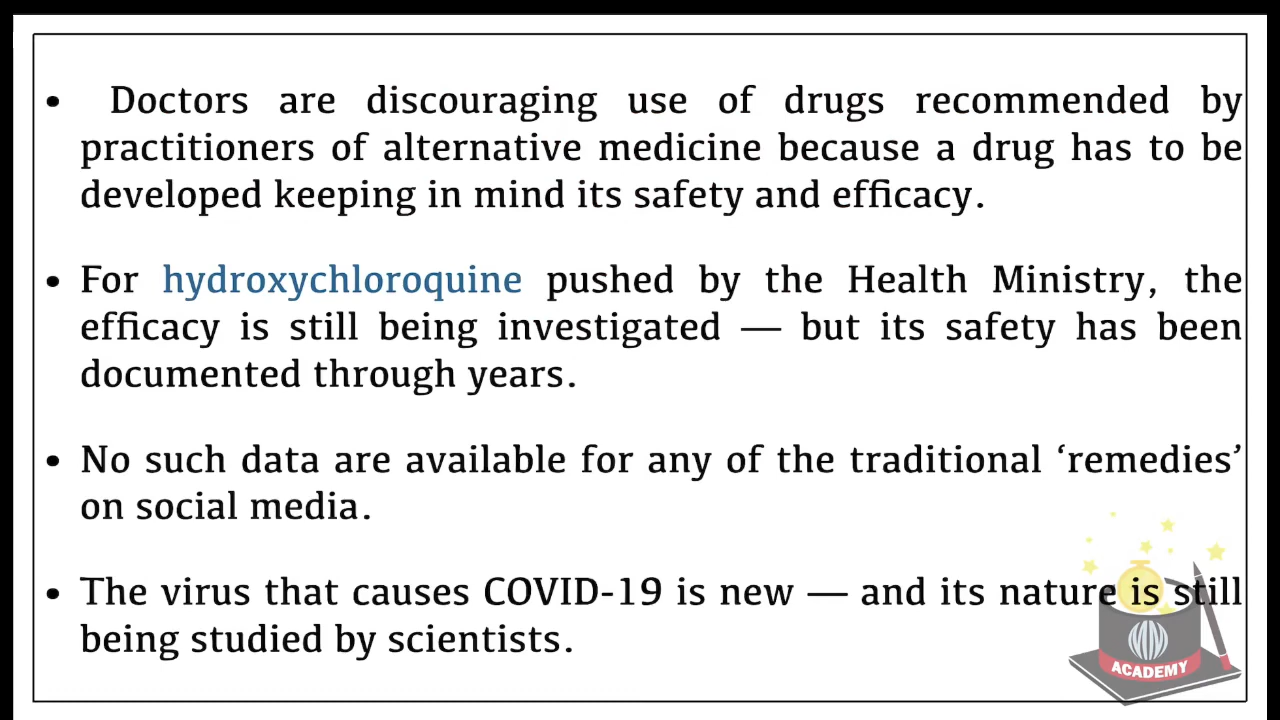 • Doctors are discouraging use of drugs recommended by
practitioners of alternative medicine because a drug has to be
developed keeping in mind its safety and efficacy.
• For hydroxychloroquine pushed by the Health Ministry, the
efficacy is still being investigated — but its safety has been
documented through years.
• No such data are available for any of the traditional ‘remedies’
on social media.
• The virus that causes COVID-19 is new — and its nature is still
being studied by scientists.
MN
ACADEMY